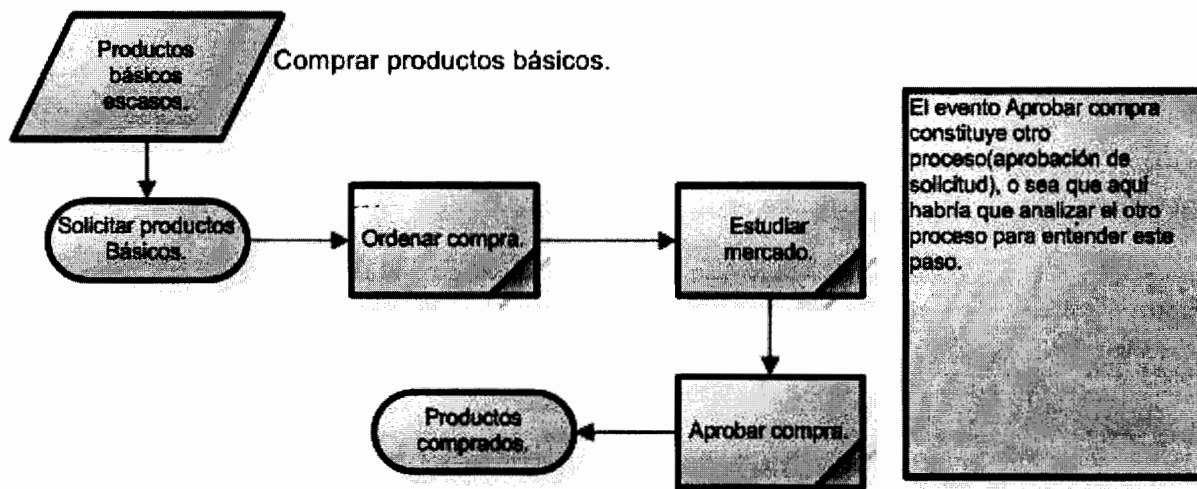 Productos
básicos
escasos.
Comprar productos básicos.
Solicitar productos
Básicos.
Ordenar compra.
Estudiar
mercado.
Aprobar compra.
Productos
comprados.
El evento Aprobar compra
constituye otro
proceso(aprobación de
solicitud), o sea que aquí
habría que analizar el otro
proceso para entender este
paso.